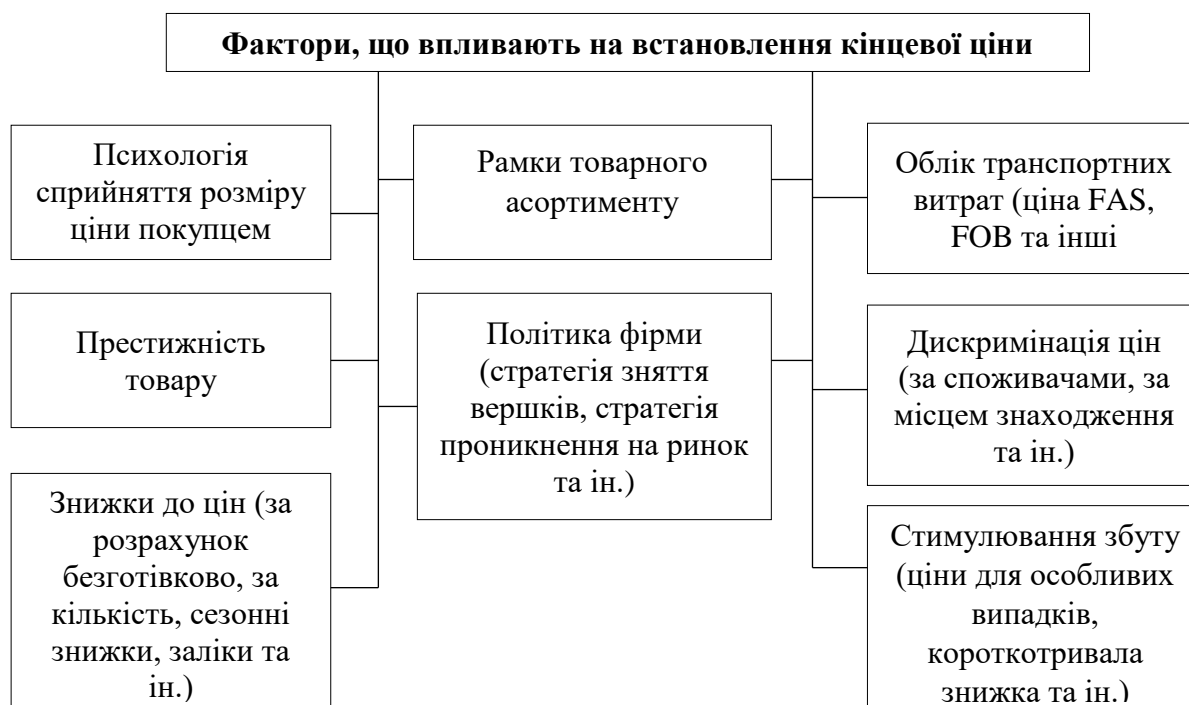 Фактори, що впливають на встановлення кінцевої ціни
Психологія
сприйняття розміру
ціни покупцем
Рамки товарного
асортименту
Облік транспортних
витрат (ціна FAS,
FOB та інші
Престижність
товару
Політика фірми
(стратегія зняття
вершків, стратегія
проникнення на ринок
та ін.)
Дискримінація цін
(за споживачами, за
місцем знаходження
та ін.)
Знижки до цін (за
розрахунок
безготівково, за
кількість, сезонні
знижки, заліки та
ін.)
Стимулювання збуту
(ціни для особливих
випадків,
короткотривала
знижка та ін.)